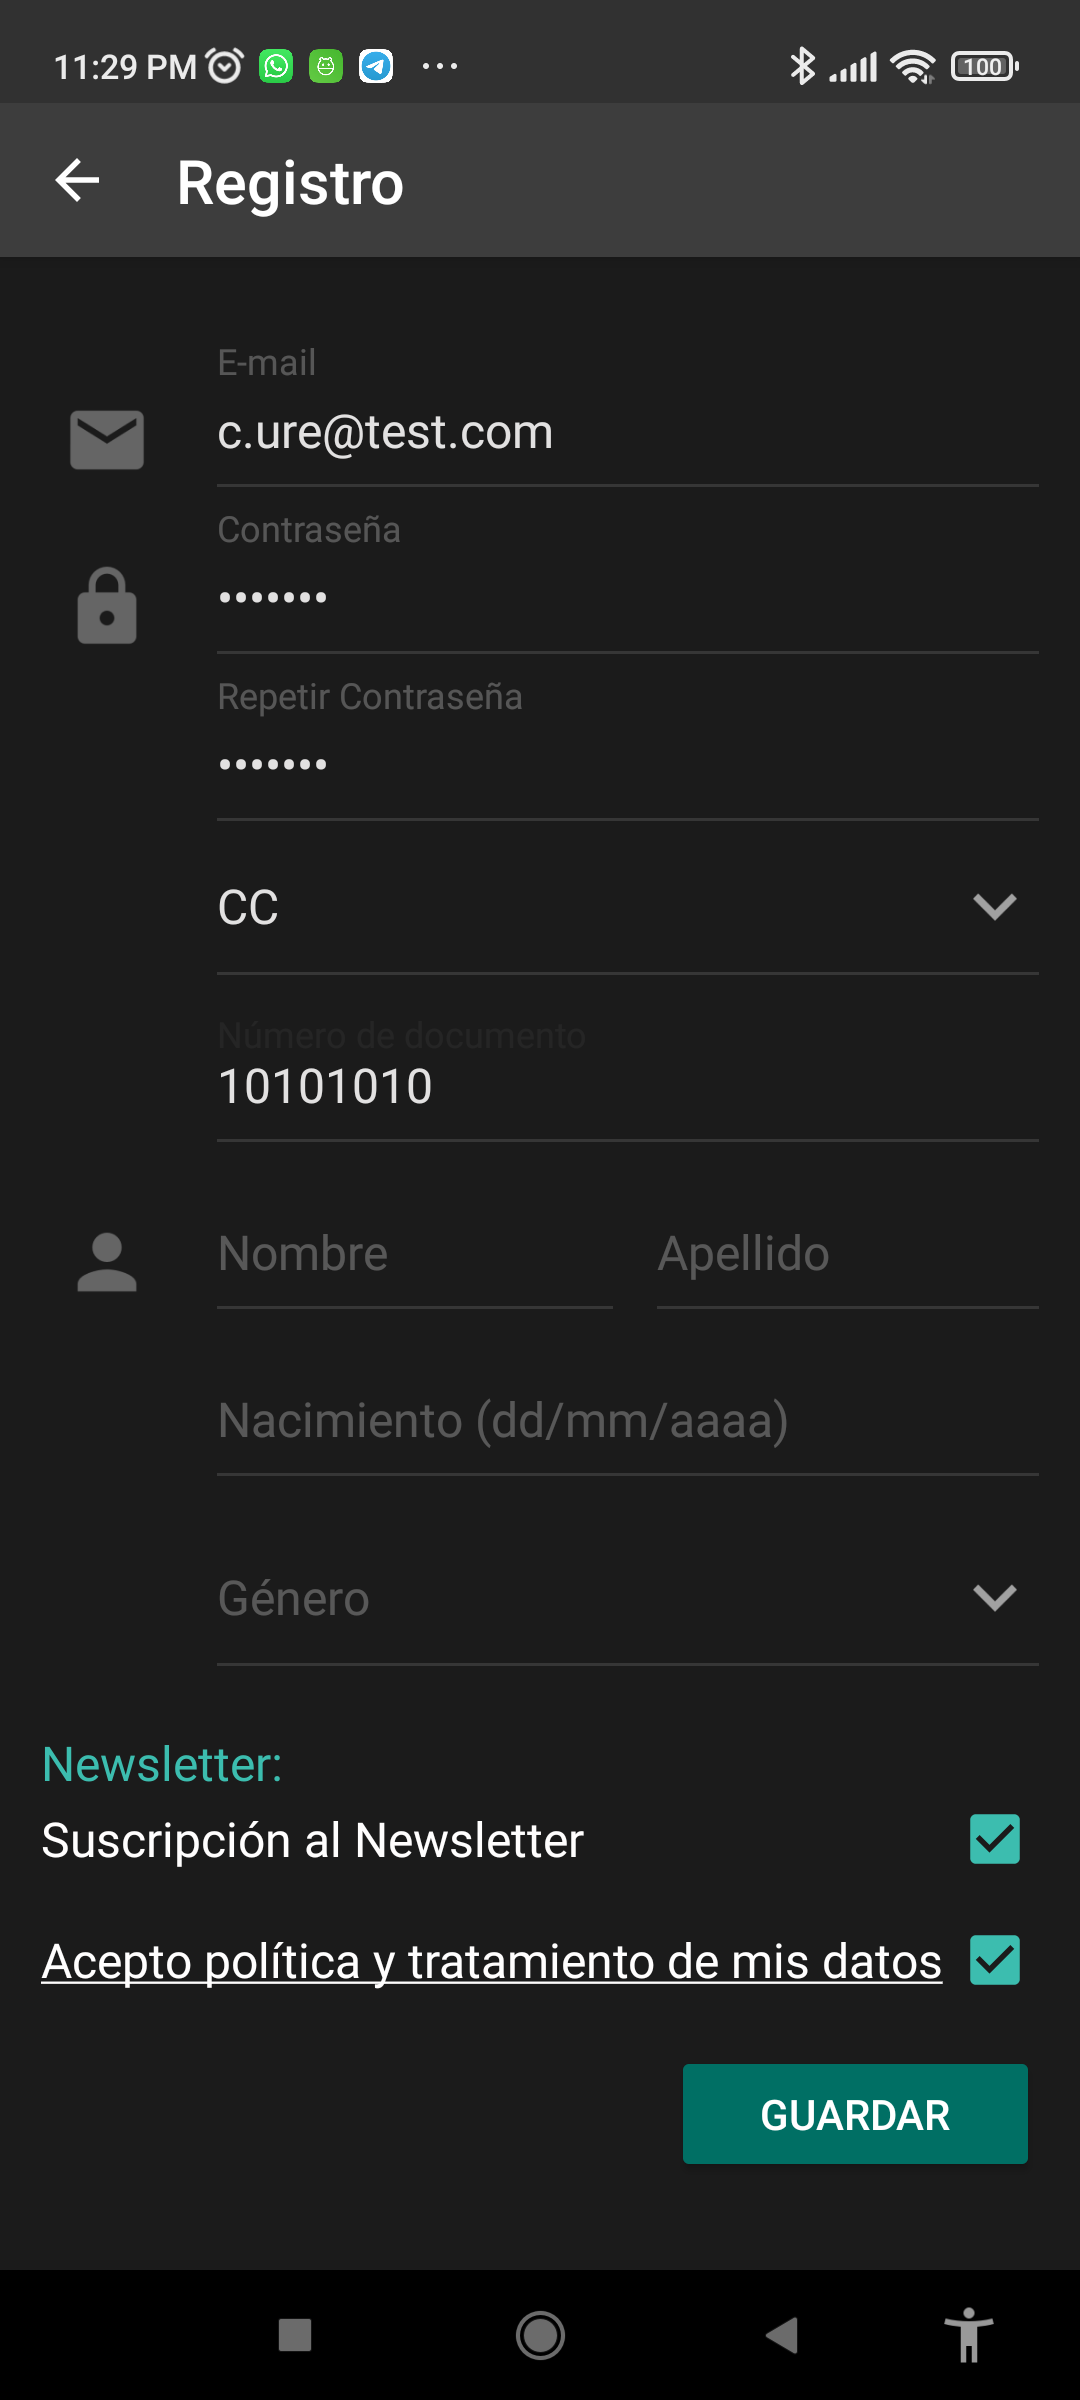 11:29 PM
100
Registro
E-mail
c.ure@test.com
Contraseña
•••••••
Repetir Contraseña
•••••••
CC
Número de documento
10101010
Nombre Apellido
Nacimiento (dd/mm/aaaa)
Género
Newsletter:
Suscripción al Newsletter
Acepto política y tratamiento de mis datos
GUARDAR